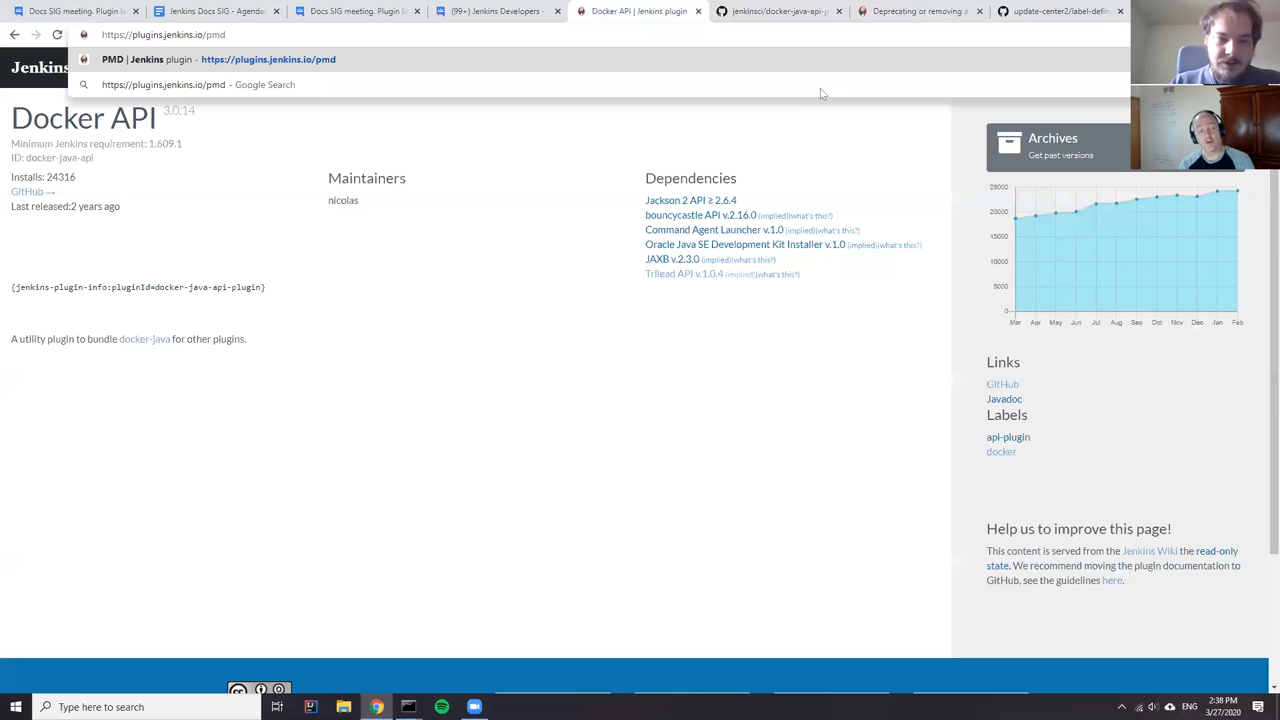 Docs SIG
Jenkins Docs SIG - Agendas
Docs SIG meeting. Plugin la
(99+) Jenkins Developers -
Docker API | Jenkins plugin
jenkinsci/docker-java-api-p
Deprecating or removing a
update-center2/label-defin
https://plugins.jenkins.io/pmd
Jenkins
PMD | Jenkins plugin - https://plugins.jenkins.io/pmd
https://plugins.jenkins.io/pmd - Google Search
Docker API 3.0.14
Minimum Jenkins requirement: 1.609.1
ID: docker-java-api
Installs: 24316
GitHub →
Last released:2 years ago
Maintainers
nicolas
Dependencies
Jackson 2 API ≥ 2.6.4
bouncycastle API v.2.16.0 (implied)(what's this?)
Command Agent Launcher v.1.0 (implied)(what's this?)
Oracle Java SE Development Kit Installer v.1.0 (implied)(what's this?)
JAXB v.2.3.0 (implied)(what's this?)
Trilead API v.1.0.4 (implied)(what's this?)
{jenkins-plugin-info:pluginId=docker-java-api-plugin}
A utility plugin to bundle docker-java for other plugins.
Archives
Get past versions
25000
20000
15000
10000
5000
0
Mar Apr May Jun Jul Aug Sep Oct Nov Dec Jan Feb
Links
GitHub
Javadoc
Labels
api-plugin
docker
Help us to improve this page!
This content is served from the Jenkins Wiki the read-only
state. We recommend moving the plugin documentation to
GitHub, see the guidelines here.
cc
Type here to search
ENG
2:38 PM
3/27/2020